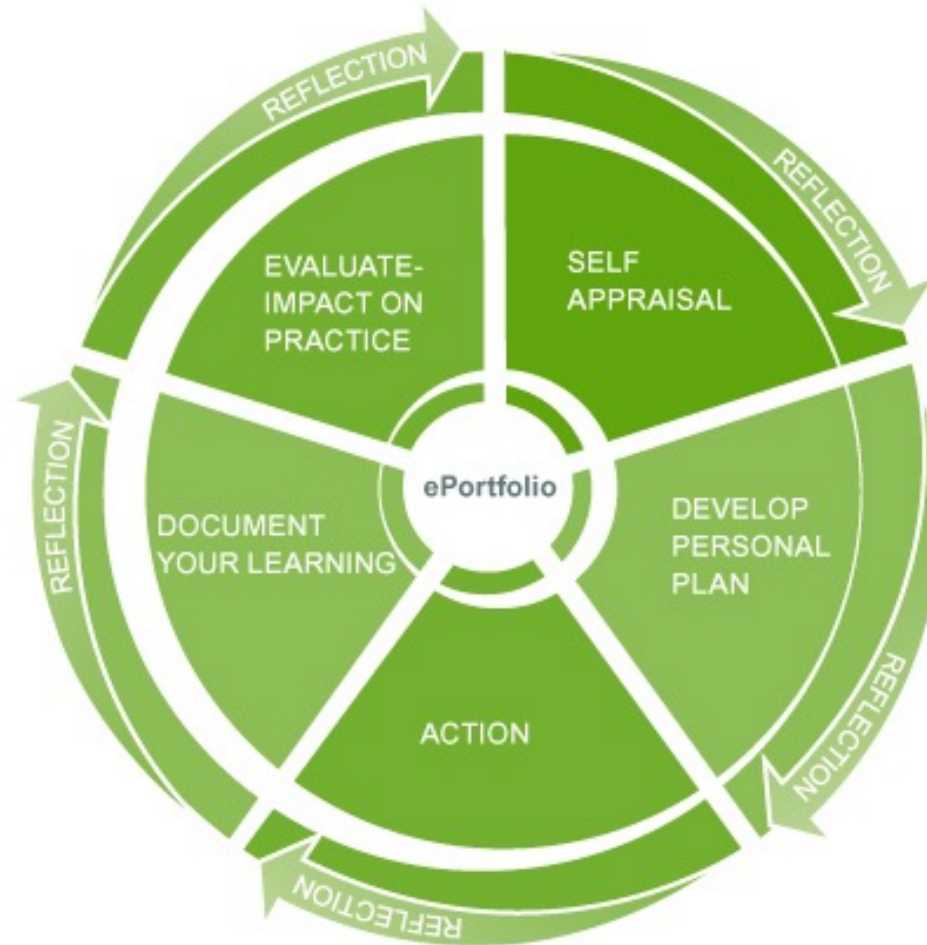 REFLECTION
REFLECTION
EVALUATE-
IMPACT ON
PRACTICE
SELF
APPRAISAL
ePortfolio
DOCUMENT
YOUR LEARNING
DEVELOP
PERSONAL
PLAN
REFLECTION
REFLECTION
ACTION
REFLECTION